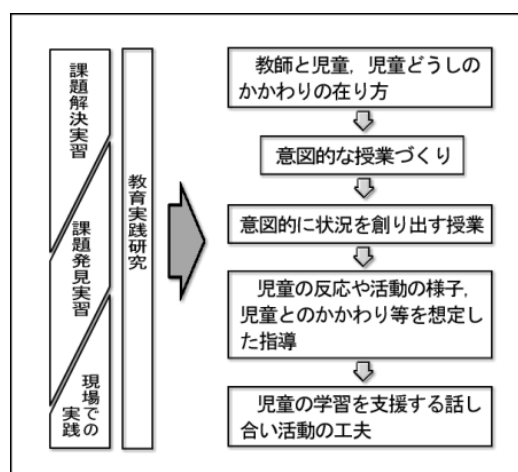 課題解決実習
課題発見実習
現場での
実践
教育実践研究
教師と児童，児童どうしの
かかわりの在り方
意図的な授業づくり
意図的に状況を創り出す授業
児童の反応や活動の様子，
児童とのかかわり等を想定し
た指導
児童の学習を支援する話し
合い活動の工夫